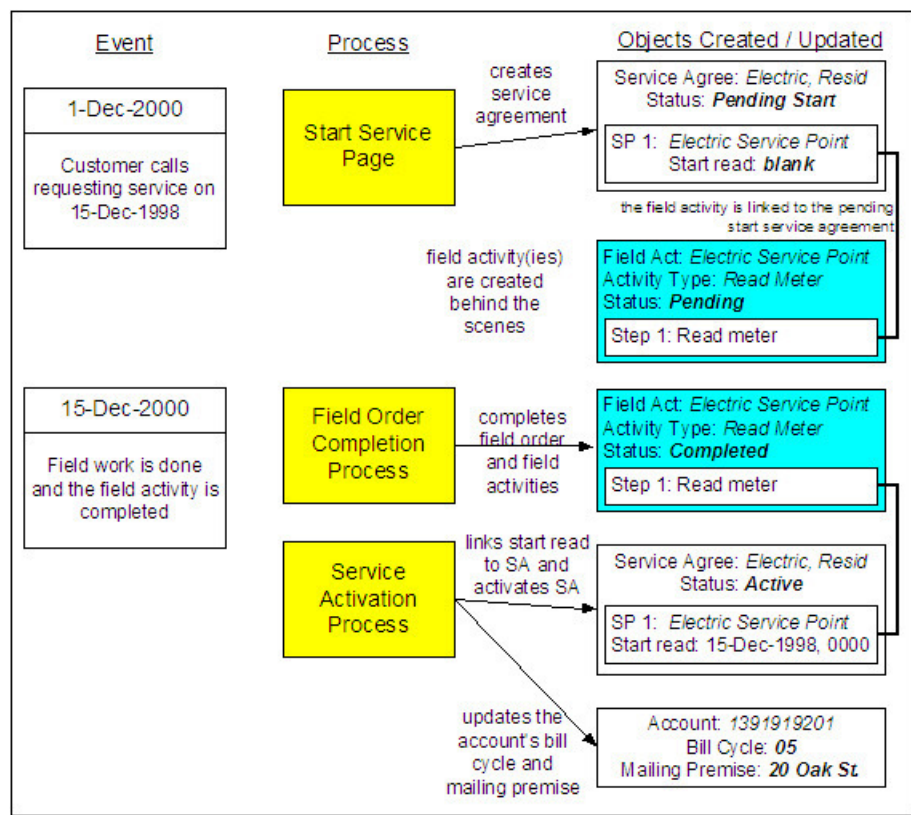 Event
Process
Objects Created / Updated
1-Dec-2000
Customer calls
requesting service on
15-Dec-1998
Start Service
Page
creates
service
agreement
Service Agree: Electric, Resid
Status: Pending Start
SP 1: Electric Service Point
Start read: blank
the field activity is linked to the pending
start service agreement
field activity(ies)
are created
behind the
scenes
Field Act: Electric Service Point
Activity Type: Read Meter
Status: Pending
Step 1: Read meter
15-Dec-2000
Field work is done
and the field activity is
completed
Field Order
Completion
Process
completes
field order
and field
activities
Field Act: Electric Service Point
Activity Type: Read Meter
Status: Completed
Step 1: Read meter
Service
Activation
Process
links start read
to SA and
activates SA
Service Agree: Electric, Resid
Status: Active
SP 1: Electric Service Point
Start read: 15-Dec-1998, 0000
updates the
account's bill
cycle and
mailing premise
Account: 1391919201
Bill Cycle: 05
Mailing Premise: 20 Oak St.